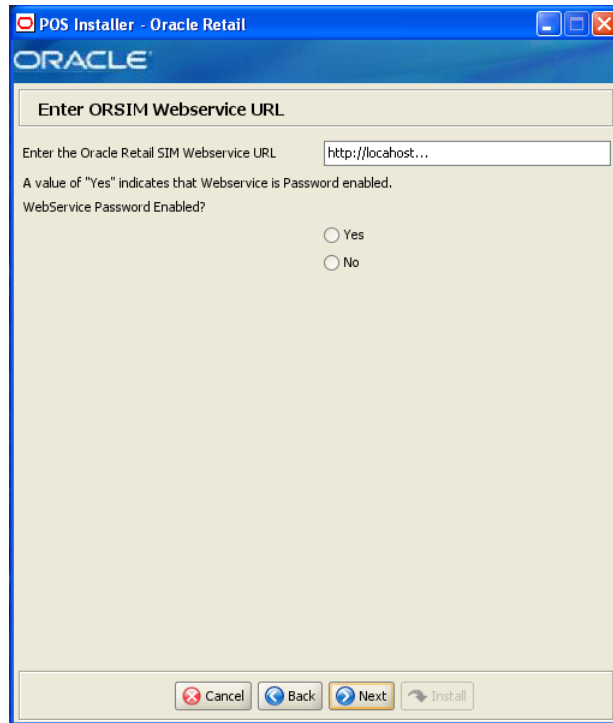 POS Installer - Oracle Retail
ORACLE
Enter ORSIM Webservice URL
Enter the Oracle Retail SIM Webservice URL http://locahost...
A value of "Yes" indicates that Webservice is Password enabled.
WebService Password Enabled?
Yes
No
Cancel Back Next Install